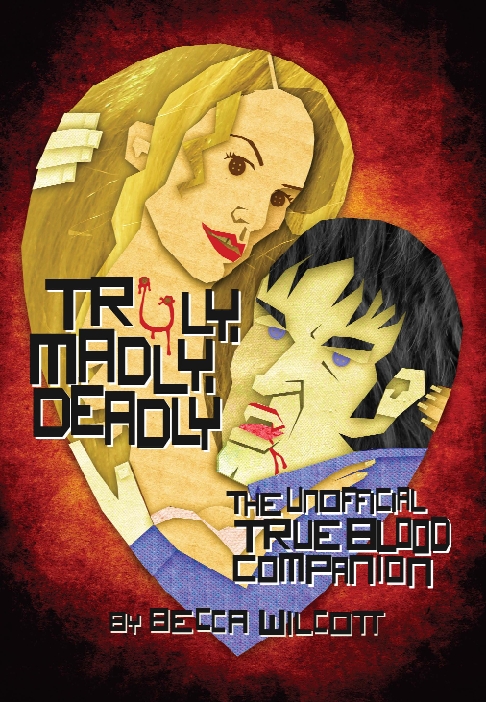 TRULY,
MADLY,
DEADLY
THE UNOFFICIAL
TRUE BLOOD
COMPANION
BY BECCA WILCOTT